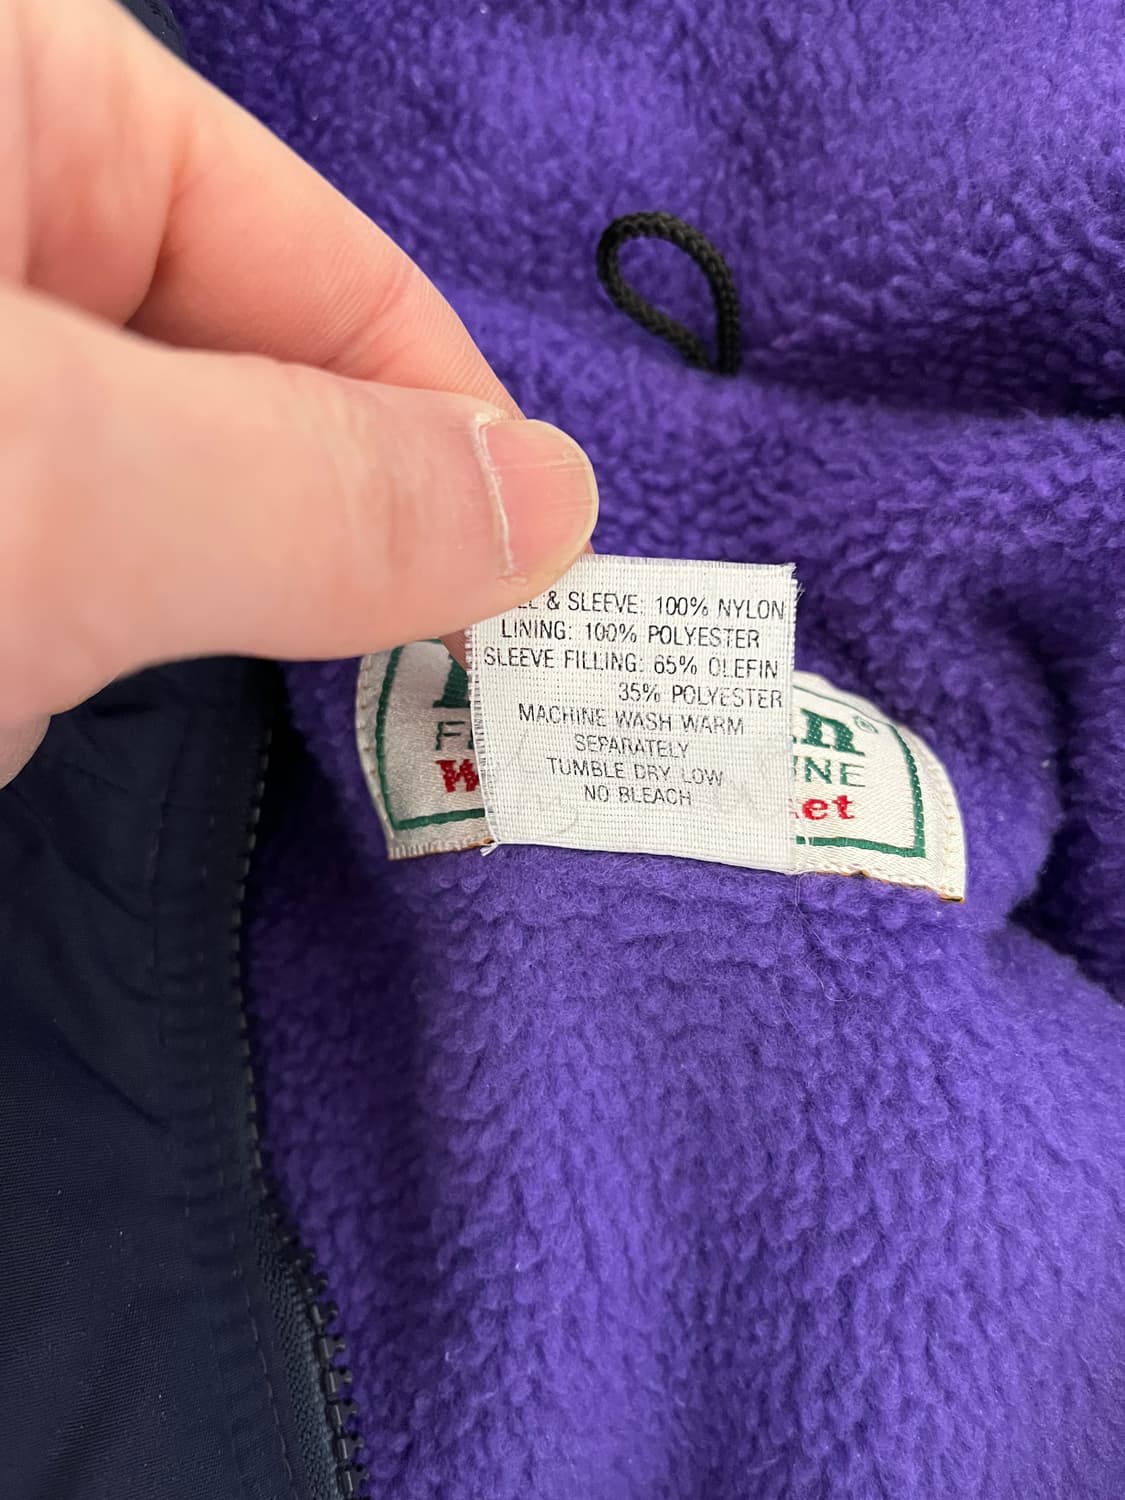 & SLEEVE: 100% NYLON
LINING: 100% POLYESTER
SLEEVE FILLING: 65% OLEFIN
35% POLYESTER
MACHINE WASH WARM
SEPARATELY
TUMBLE DRY LOW
NO BLEACH